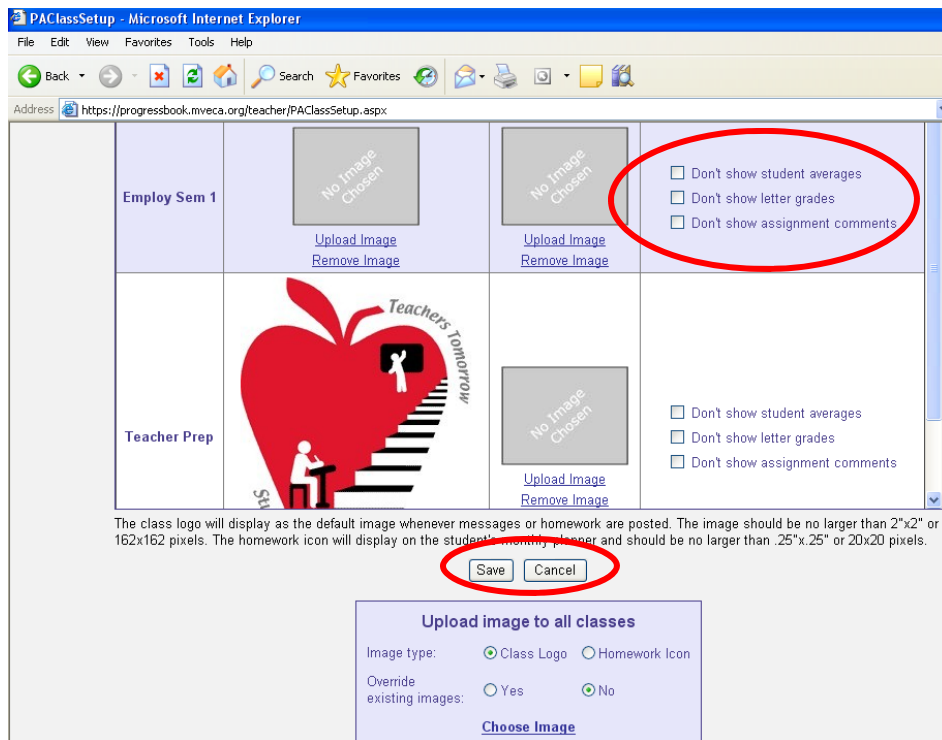 PAClassSetup - Microsoft Internet Explorer
File Edit View Favorites Tools Help
Back Search Favorites
Address https://progressbook.mveca.org/teacher/PAClassSetup.aspx
Employ Sem 1
No Image
Chosen
Upload Image
Remove Image
No Image
Chosen
Upload Image
Remove Image
Don't show student averages
Don't show letter grades
Don't show assignment comments
Teacher Prep
Teachers Tomorrow
Stu
No Image
Chosen
Upload Image
Remove Image
Don't show student averages
Don't show letter grades
Don't show assignment comments
The class logo will display as the default image whenever messages or homework are posted. The image should be no larger than 2"x2" or
162x162 pixels. The homework icon will display on the student's monthly planner and should be no larger than .25"x.25" or 20x20 pixels.
Save Cancel
Upload image to all classes
Image type: Class Logo Homework Icon
Override
existing images: Yes No
Choose Image